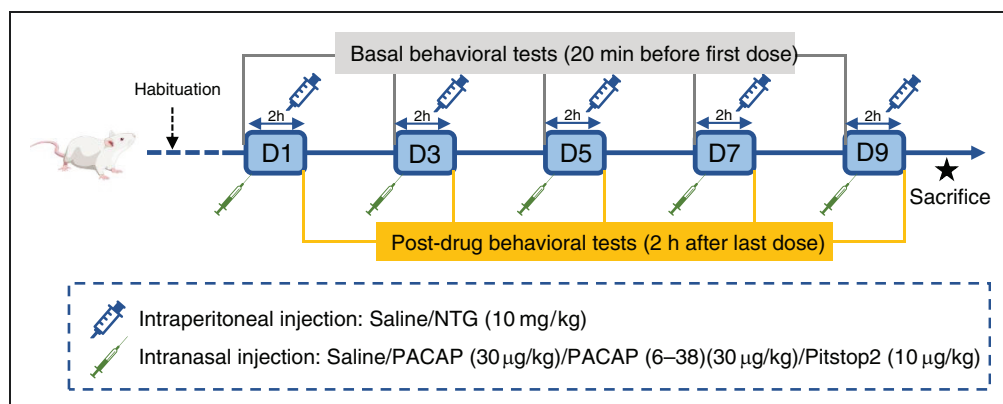 Basal behavioral tests (20 min before first dose)
Habituation
2h 2h 2h 2h 2h
D1 D3 D5 D7 D9
Sacrifice
Post-drug behavioral tests (2 h after last dose)
Intraperitoneal injection: Saline/NTG (10 mg/kg)
Intranasal injection: Saline/PACAP (30 μg/kg)/PACAP (6–38)(30 μg/kg)/Pitstop2 (10 μg/kg)